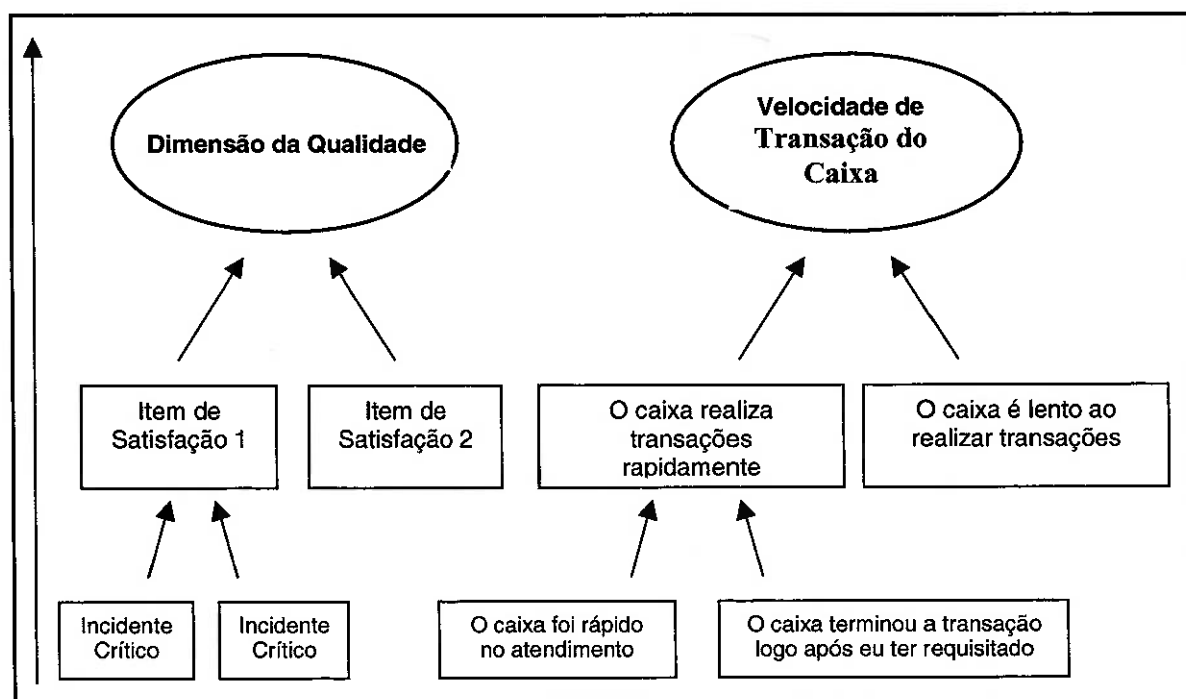 Dimensão da Qualidade
Velocidade de
Transação do
Caixa
Item de
Satisfação 1
Item de
Satisfação 2
O caixa realiza
transações
rapidamente
O caixa é lento ao
realizar transações
Incidente
Crítico
Incidente
Crítico
O caixa foi rápido
no atendimento
O caixa terminou a transação
logo após eu ter requisitado